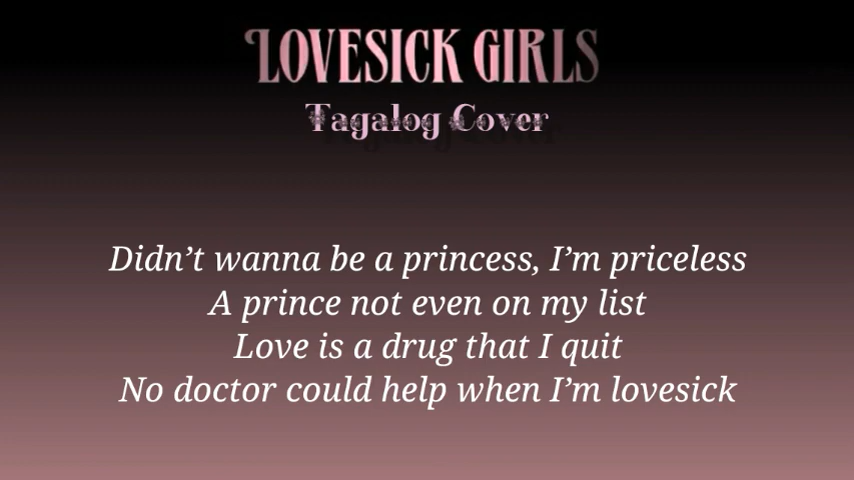 LOVESICK GIRLS
Tagalog Cover
Didn’t wanna be a princess, I’m priceless
A prince not even on my list
Love is a drug that I quit
No doctor could help when I’m lovesick